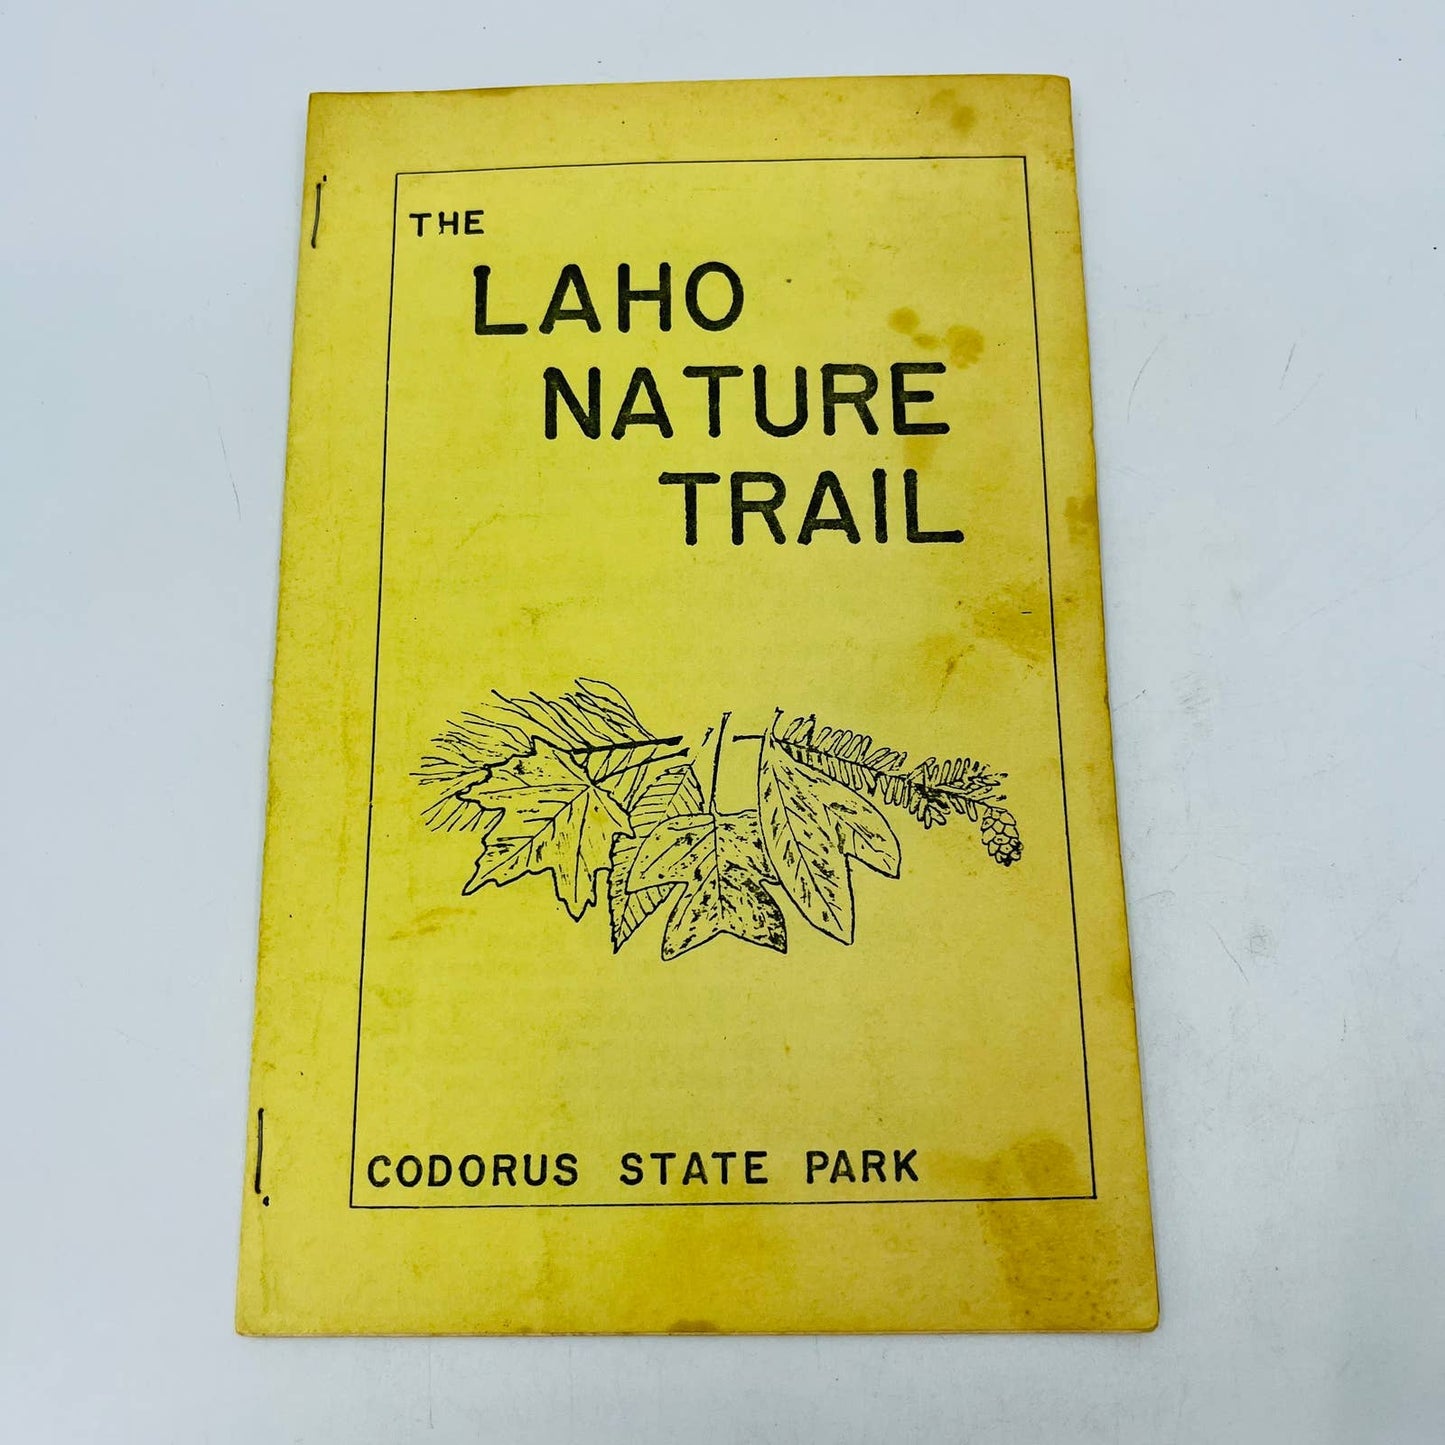 THE
LAHO
NATURE
TRAIL
CODORUS STATE PARK